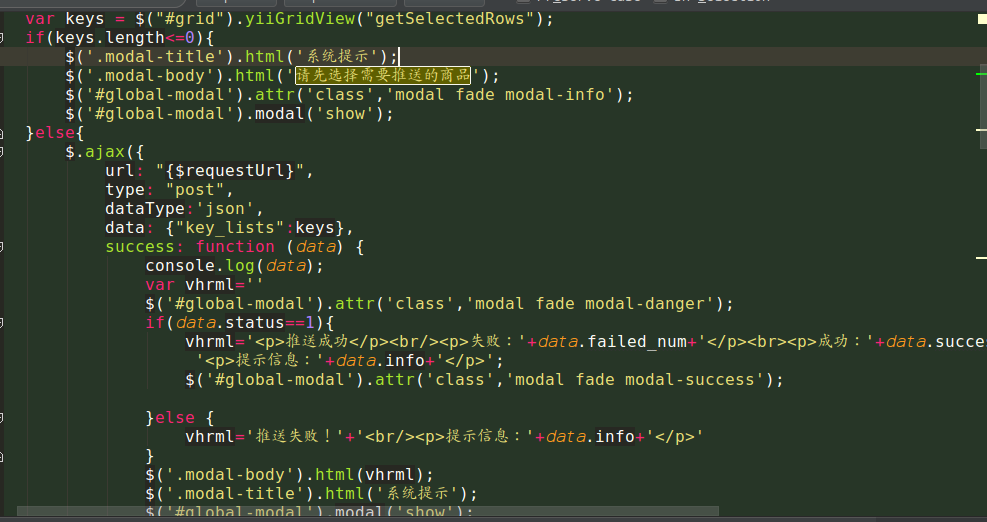 var keys = $("#grid").yiiGridView("getSelectedRows");
if(keys.length<=0){
$('.modal-title').html('系统提示');
$('.modal-body').html('请先选择需要推送的商品');
$('#global-modal').attr('class','modal fade modal-info');
$('#global-modal').modal('show');
}else{
$.ajax({
url: "{$requestUrl}",
type: "post",
dataType:'json',
data: {"key_lists":keys},
success: function (data) {
console.log(data);
var vhrml=''
$('#global-modal').attr('class','modal fade modal-danger');
if(data.status==1){
vhrml='<p>推送成功</p><br/><p>失败：'+data.failed_num+'</p><br><p>成功：'+data.succes
'<p>提示信息：'+data.info+'</p>';
$('#global-modal').attr('class','modal fade modal-success');
}else {
vhrml='推送失败！'+'<br/><p>提示信息：'+data.info+'</p>'
}
$('.modal-body').html(vhrml);
$('.modal-title').html('系统提示');
$('#global-modal').modal('show');